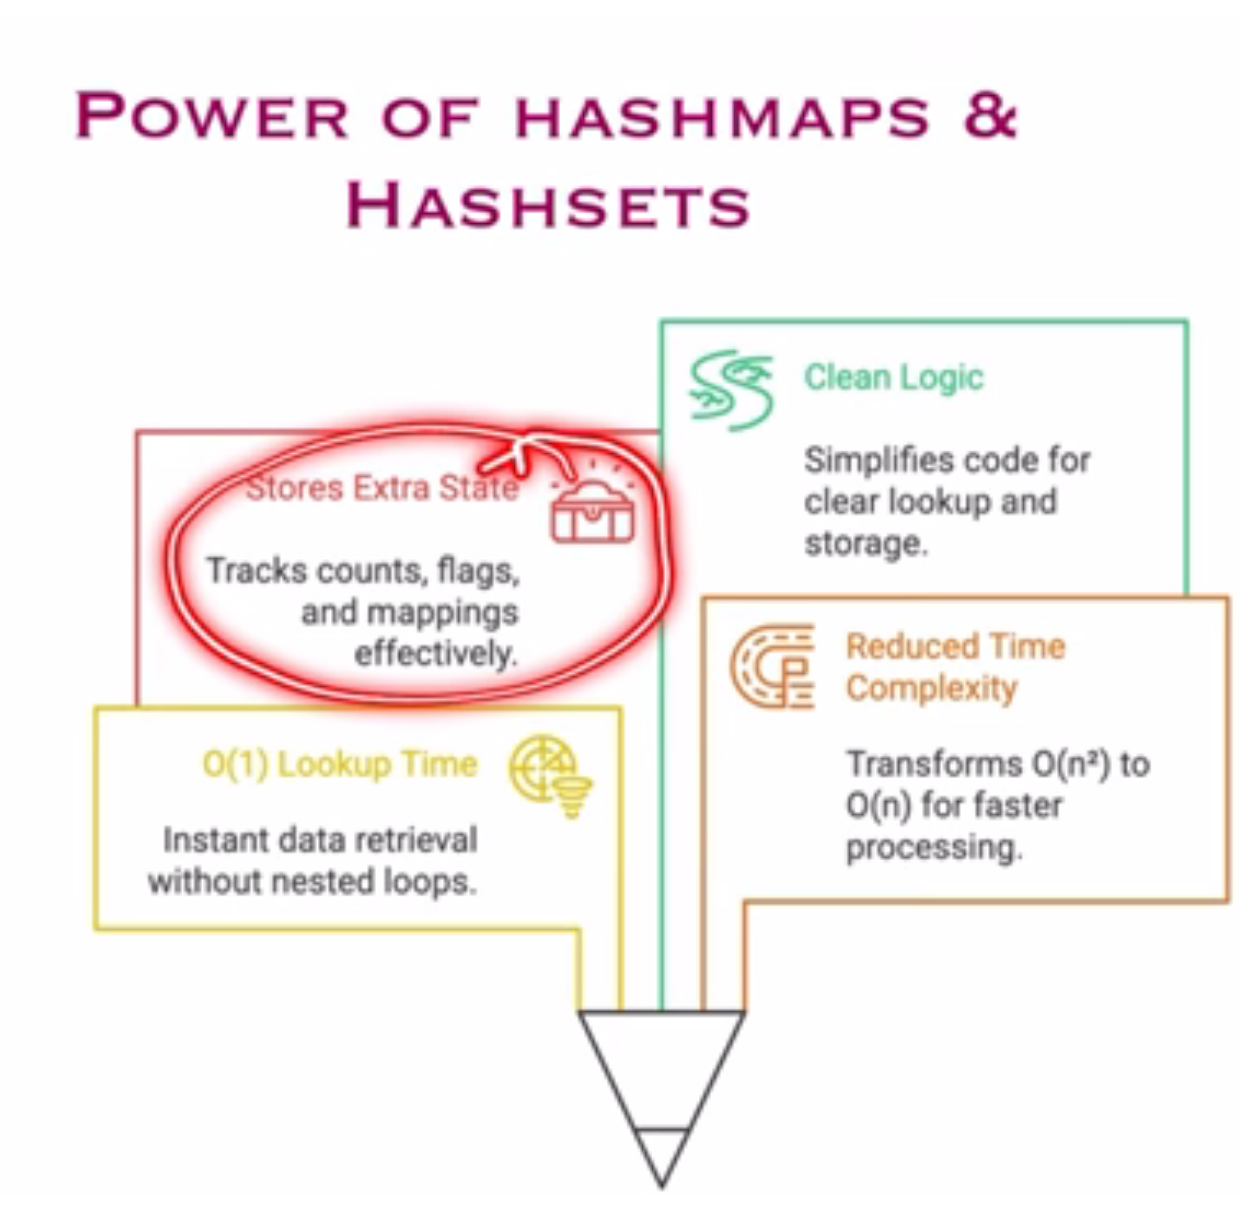 POWER OF HASHMAPS &
HASHSETS
Clean Logic
Simplifies code for
clear lookup and
storage.
Stores Extra State
Tracks counts, flags,
and mappings
effectively.
Reduced Time
Complexity
Transforms O(n²) to
O(n) for faster
processing.
O(1) Lookup Time
Instant data retrieval
without nested loops.